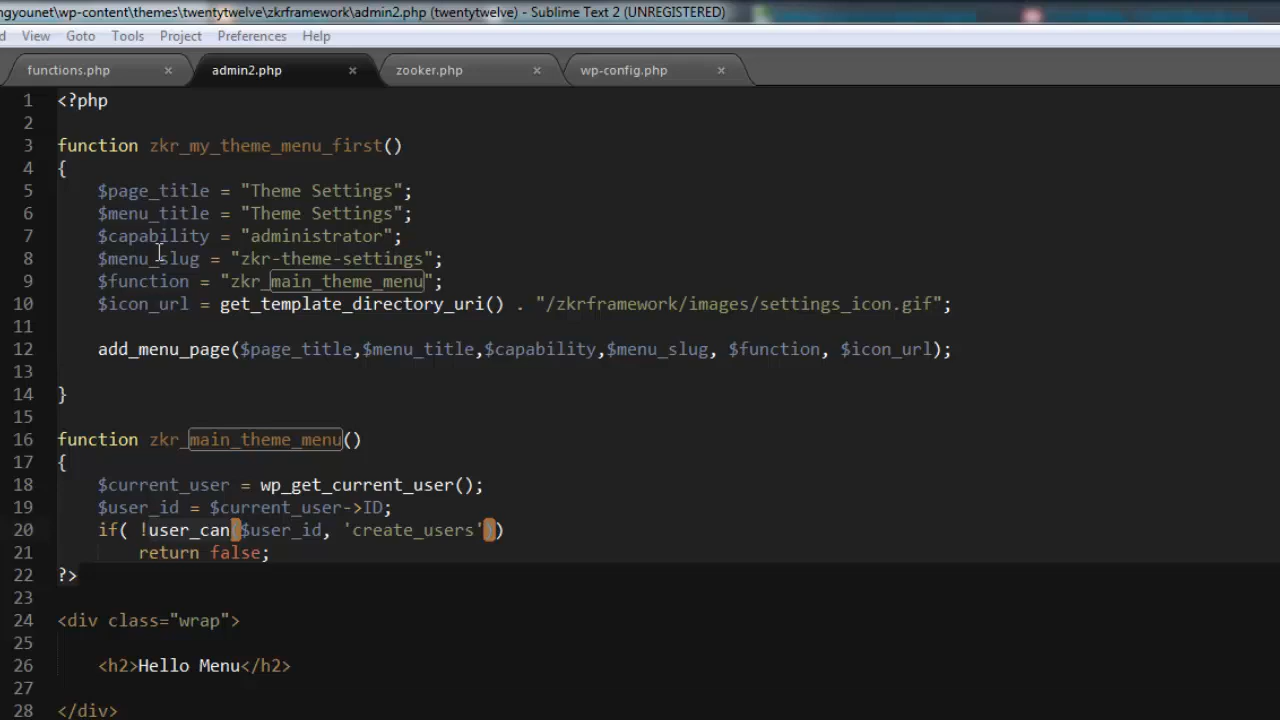 ngyounet\wp-content\themes\twentytwelve\zkrframework\admin2.php (twentytwelve) - Sublime Text 2 (UNREGISTERED)
d View Goto Tools Project Preferences Help
functions.php × admin2.php × zooker.php × wp-config.php ×
1 <?php
2
3 function zkr_my_theme_menu_first()
4 {
5 $page_title = "Theme Settings";
6 $menu_title = "Theme Settings";
7 $capability = "administrator";
8 $menu_slug = "zkr-theme-settings";
9 $function = "zkr_main_theme_menu";
10 $icon_url = get_template_directory_uri() . "/zkrframework/images/settings_icon.gif";
11
12 add_menu_page($page_title,$menu_title,$capability,$menu_slug, $function, $icon_url);
13
14 }
15
16 function zkr_main_theme_menu()
17 {
18 $current_user = wp_get_current_user();
19 $user_id = $current_user->ID;
20 if( !user_can($user_id, 'create_users'))
21 return false;
22 ?>
23
24 <div class="wrap">
25
26 <h2>Hello Menu</h2>
27
28 </div>